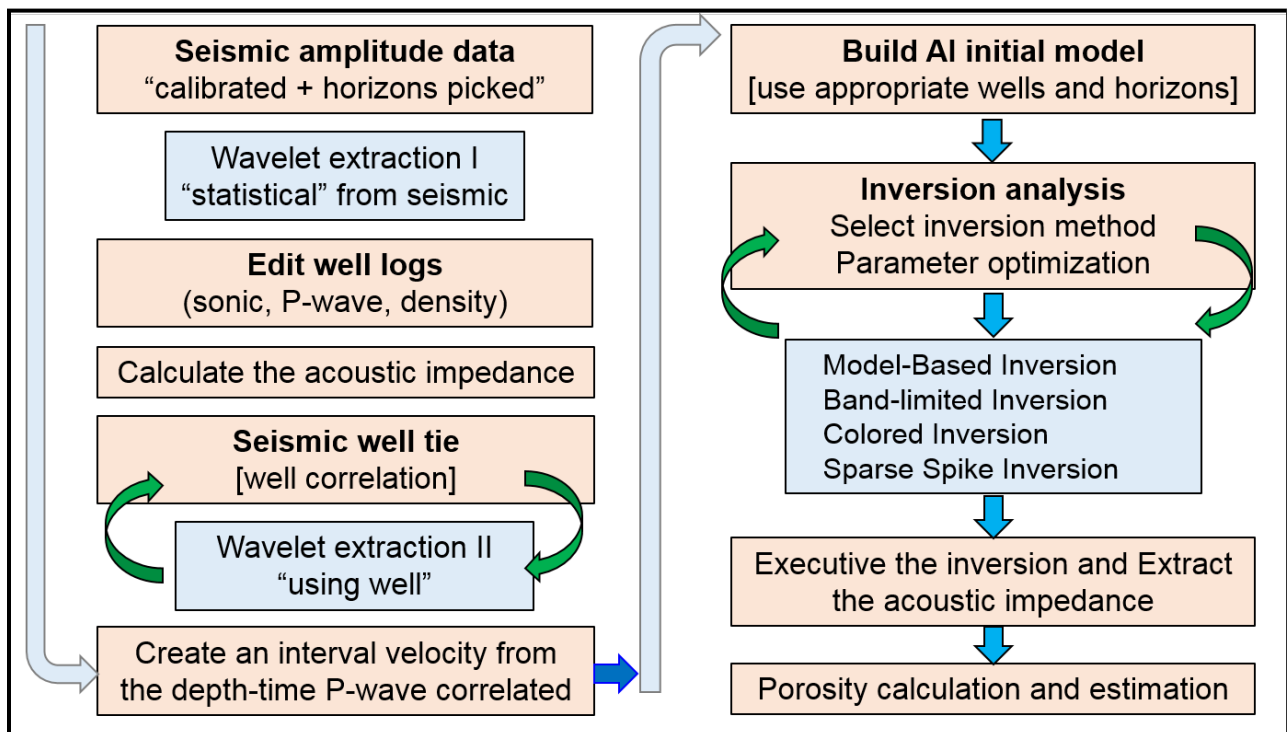 Seismic amplitude data
“calibrated + horizons picked”
Wavelet extraction I
“statistical” from seismic
Edit well logs
(sonic, P-wave, density)
Calculate the acoustic impedance
Seismic well tie
[well correlation]
Wavelet extraction II
“using well”
Create an interval velocity from
the depth-time P-wave correlated
Build AI initial model
[use appropriate wells and horizons]
Inversion analysis
Select inversion method
Parameter optimization
Model-Based Inversion
Band-limited Inversion
Colored Inversion
Sparse Spike Inversion
Executive the inversion and Extract
the acoustic impedance
Porosity calculation and estimation